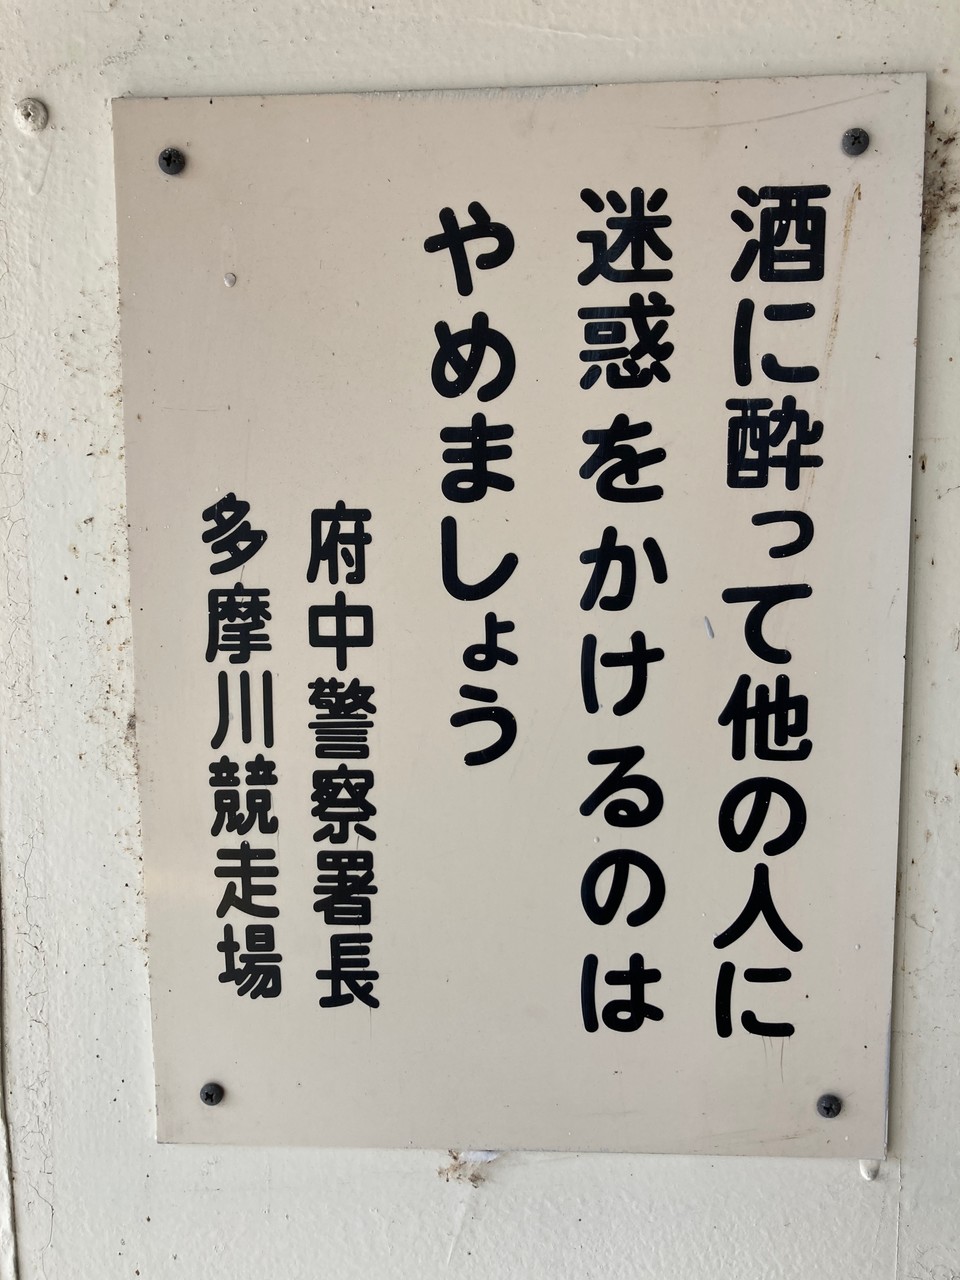 酒に酔って他の人に
迷惑をかけるのは
やめましょう
府中警察署長
多摩川競走場